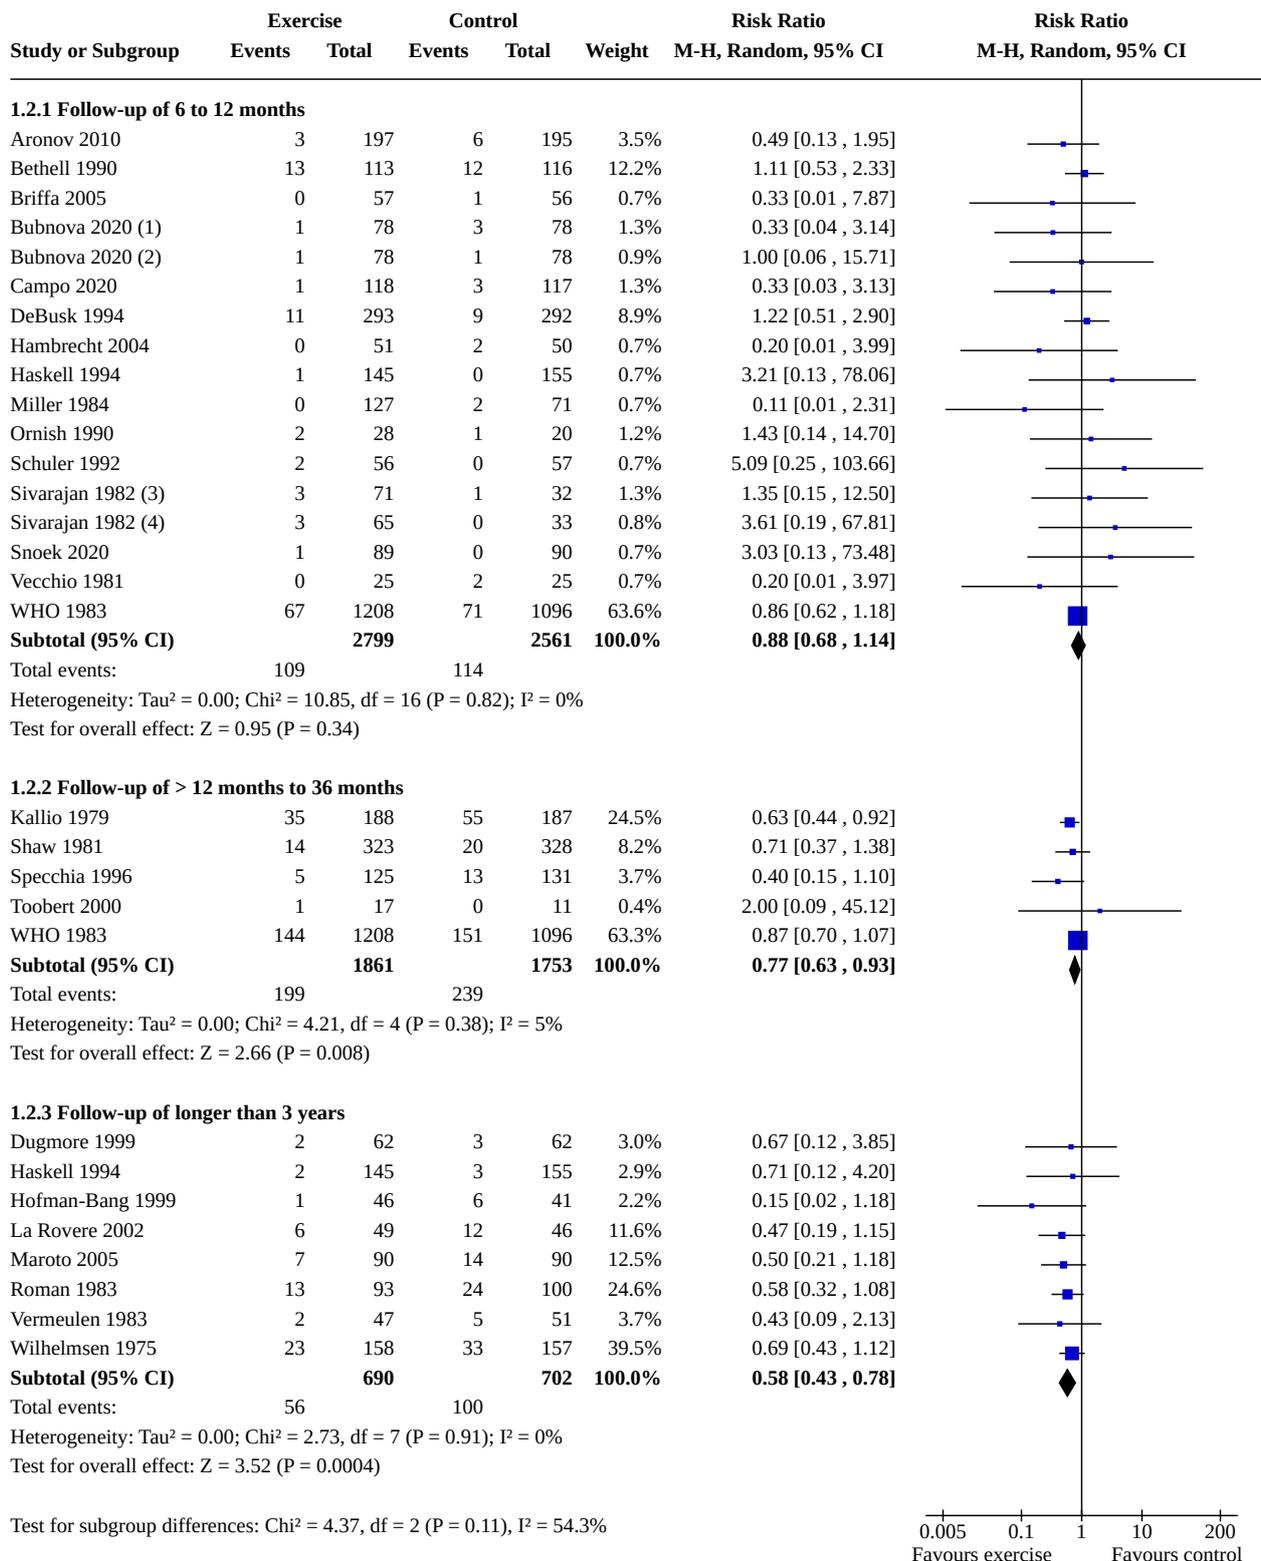 Exercise Control Risk Ratio Risk Ratio
Study or Subgroup Events Total Events Total Weight M-H, Random, 95% CI M-H, Random, 95% CI
1.2.1 Follow-up of 6 to 12 months
Aronov 2010 3 197 6 195 3.5% 0.49 [0.13 , 1.95]
Bethell 1990 13 113 12 116 12.2% 1.11 [0.53 , 2.33]
Briffa 2005 0 57 1 56 0.7% 0.33 [0.01 , 7.87]
Bubnova 2020 (1) 1 78 3 78 1.3% 0.33 [0.04 , 3.14]
Bubnova 2020 (2) 1 78 1 78 0.9% 1.00 [0.06 , 15.71]
Campo 2020 1 118 3 117 1.3% 0.33 [0.03 , 3.13]
DeBusk 1994 11 293 9 292 8.9% 1.22 [0.51 , 2.90]
Hambrecht 2004 0 51 2 50 0.7% 0.20 [0.01 , 3.99]
Haskell 1994 1 145 0 155 0.7% 3.21 [0.13 , 78.06]
Miller 1984 0 127 2 71 0.7% 0.11 [0.01 , 2.31]
Ornish 1990 2 28 1 20 1.2% 1.43 [0.14 , 14.70]
Schuler 1992 2 56 0 57 0.7% 5.09 [0.25 , 103.66]
Sivarajan 1982 (3) 3 71 1 32 1.3% 1.35 [0.15 , 12.50]
Sivarajan 1982 (4) 3 65 0 33 0.8% 3.61 [0.19 , 67.81]
Snoek 2020 1 89 0 90 0.7% 3.03 [0.13 , 73.48]
Vecchio 1981 0 25 2 25 0.7% 0.20 [0.01 , 3.97]
WHO 1983 67 1208 71 1096 63.6% 0.86 [0.62 , 1.18]
Subtotal (95% CI) 2799 2561 100.0% 0.88 [0.68 , 1.14]
Total events: 109 114
Heterogeneity: Tau² = 0.00; Chi² = 10.85, df = 16 (P = 0.82); I² = 0%
Test for overall effect: Z = 0.95 (P = 0.34)
1.2.2 Follow-up of > 12 months to 36 months
Kallio 1979 35 188 55 187 24.5% 0.63 [0.44 , 0.92]
Shaw 1981 14 323 20 328 8.2% 0.71 [0.37 , 1.38]
Specchia 1996 5 125 13 131 3.7% 0.40 [0.15 , 1.10]
Toobert 2000 1 17 0 11 0.4% 2.00 [0.09 , 45.12]
WHO 1983 144 1208 151 1096 63.3% 0.87 [0.70 , 1.07]
Subtotal (95% CI) 1861 1753 100.0% 0.77 [0.63 , 0.93]
Total events: 199 239
Heterogeneity: Tau² = 0.00; Chi² = 4.21, df = 4 (P = 0.38); I² = 5%
Test for overall effect: Z = 2.66 (P = 0.008)
1.2.3 Follow-up of longer than 3 years
Dugmore 1999 2 62 3 62 3.0% 0.67 [0.12 , 3.85]
Haskell 1994 2 145 3 155 2.9% 0.71 [0.12 , 4.20]
Hofman-Bang 1999 1 46 6 41 2.2% 0.15 [0.02 , 1.18]
La Rovere 2002 6 49 12 46 11.6% 0.47 [0.19 , 1.15]
Maroto 2005 7 90 14 90 12.5% 0.50 [0.21 , 1.18]
Roman 1983 13 93 24 100 24.6% 0.58 [0.32 , 1.08]
Vermeulen 1983 2 47 5 51 3.7% 0.43 [0.09 , 2.13]
Wilhelmsen 1975 23 158 33 157 39.5% 0.69 [0.43 , 1.12]
Subtotal (95% CI) 690 702 100.0% 0.58 [0.43 , 0.78]
Total events: 56 100
Heterogeneity: Tau² = 0.00; Chi² = 2.73, df = 7 (P = 0.91); I² = 0%
Test for overall effect: Z = 3.52 (P = 0.0004)
Test for subgroup differences: Chi² = 4.37, df = 2 (P = 0.11), I² = 54.3%
0.005 0.1 1 10 200
Favours exercise Favours control